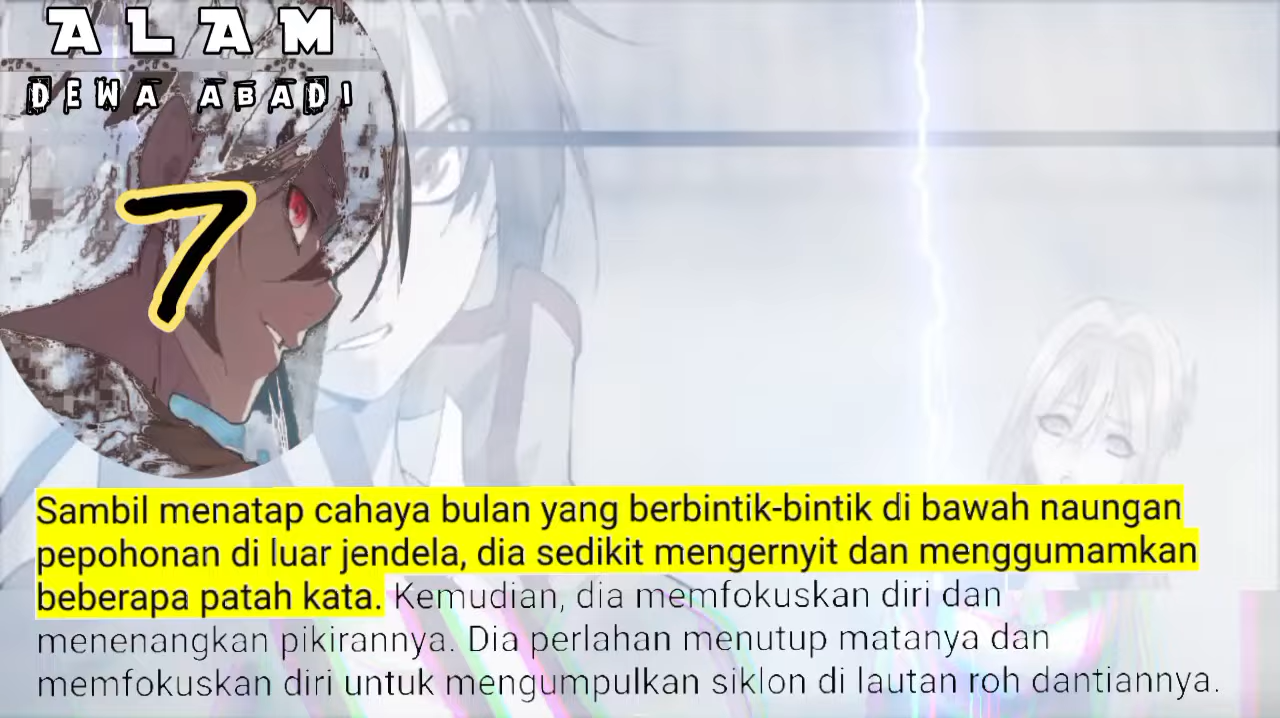 ALAM
DEWA ABADI
7
Sambil menatap cahaya bulan yang berbintik-bintik di bawah naungan
pepohonan di luar jendela, dia sedikit mengernyit dan menggumamkan
beberapa patah kata. Kemudian, dia memfokuskan diri dan
menenangkan pikirannya. Dia perlahan menutup matanya dan
memfokuskan diri untuk mengumpulkan siklon di lautan roh dantiannya.